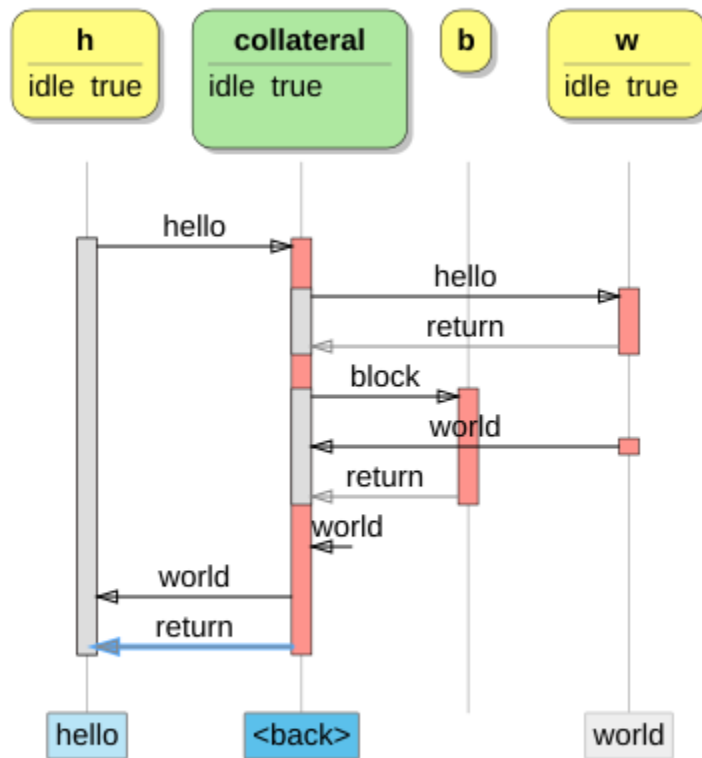 h
collateral
b
w
idle true
idle true
idle true
hello
hello
return
block
world
return
world
world
return
hello
<back>
world